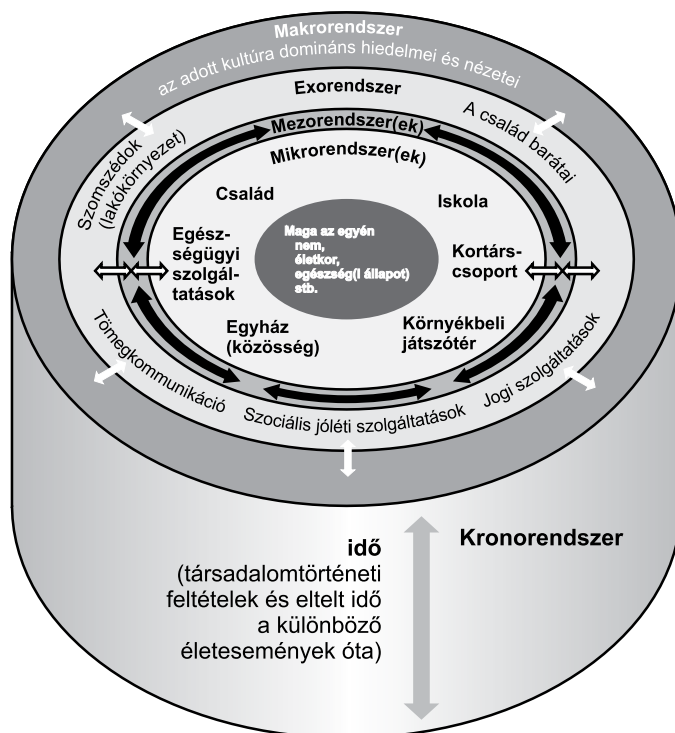 Makrorendszer
az adott kultúra domináns hiedelmei és nézetei
Exorendszer
Mezorendszer(ek)
Mikrorendszer(ek)
Szomszédok
(lakókörnyezet)
A család barátai
Család
Iskola
Maga az egyén
nem,
életkor,
egészség(I állapot)
stb.
Egész-
ségügyi
szolgál-
tatások
Kortárs-
csoport
Egyház
(közösség)
Környékbeli
játszótér
Tömegkommunikáció
Szociális jóléti szolgáltatások
Jogi szolgáltatások
idő
(társadalomtörténeti
feltételek és eltelt idő
a különböző
életesemények óta)
Kronorendszer